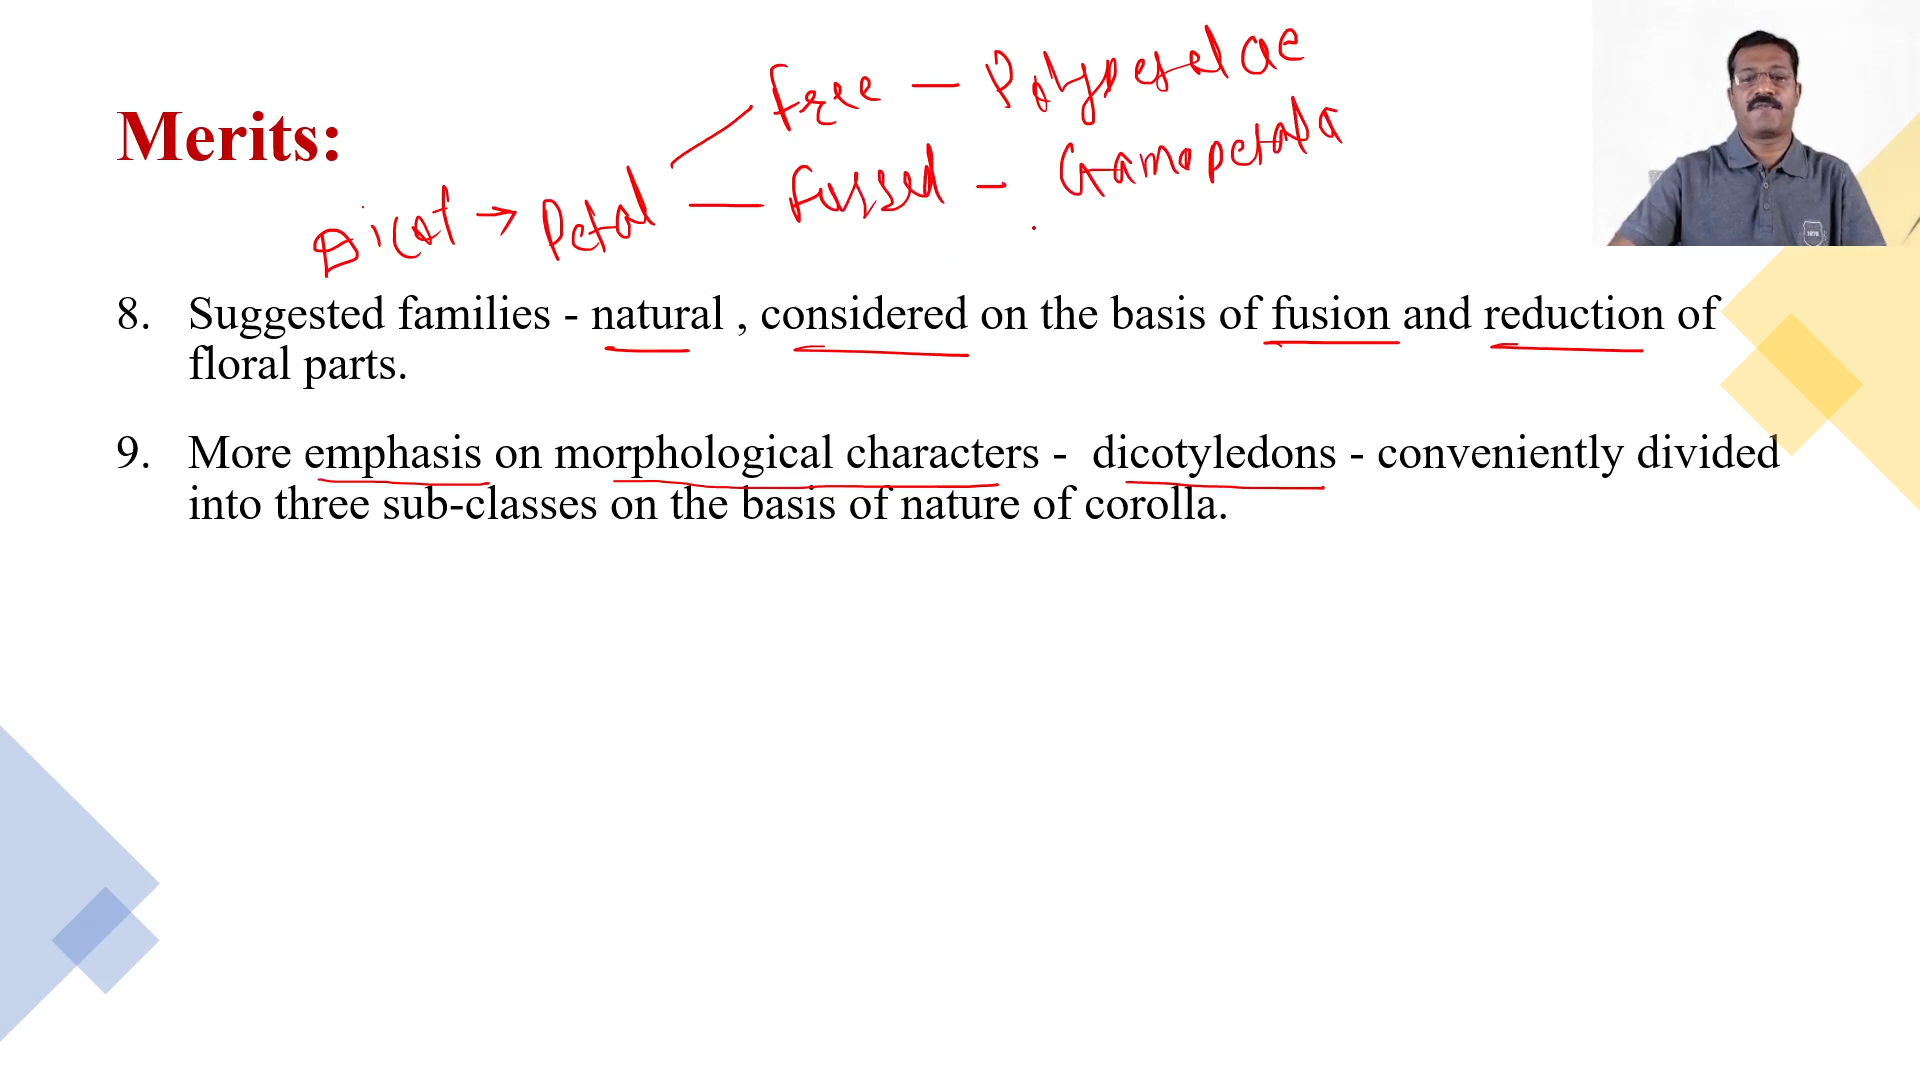 Free - Polypetalae
Merits:
Dicot → Petal - Fussed - Gamopetala
8. Suggested families - natural , considered on the basis of fusion and reduction of
floral parts.
9. More emphasis on morphological characters - dicotyledons - conveniently divided
into three sub-classes on the basis of nature of corolla.